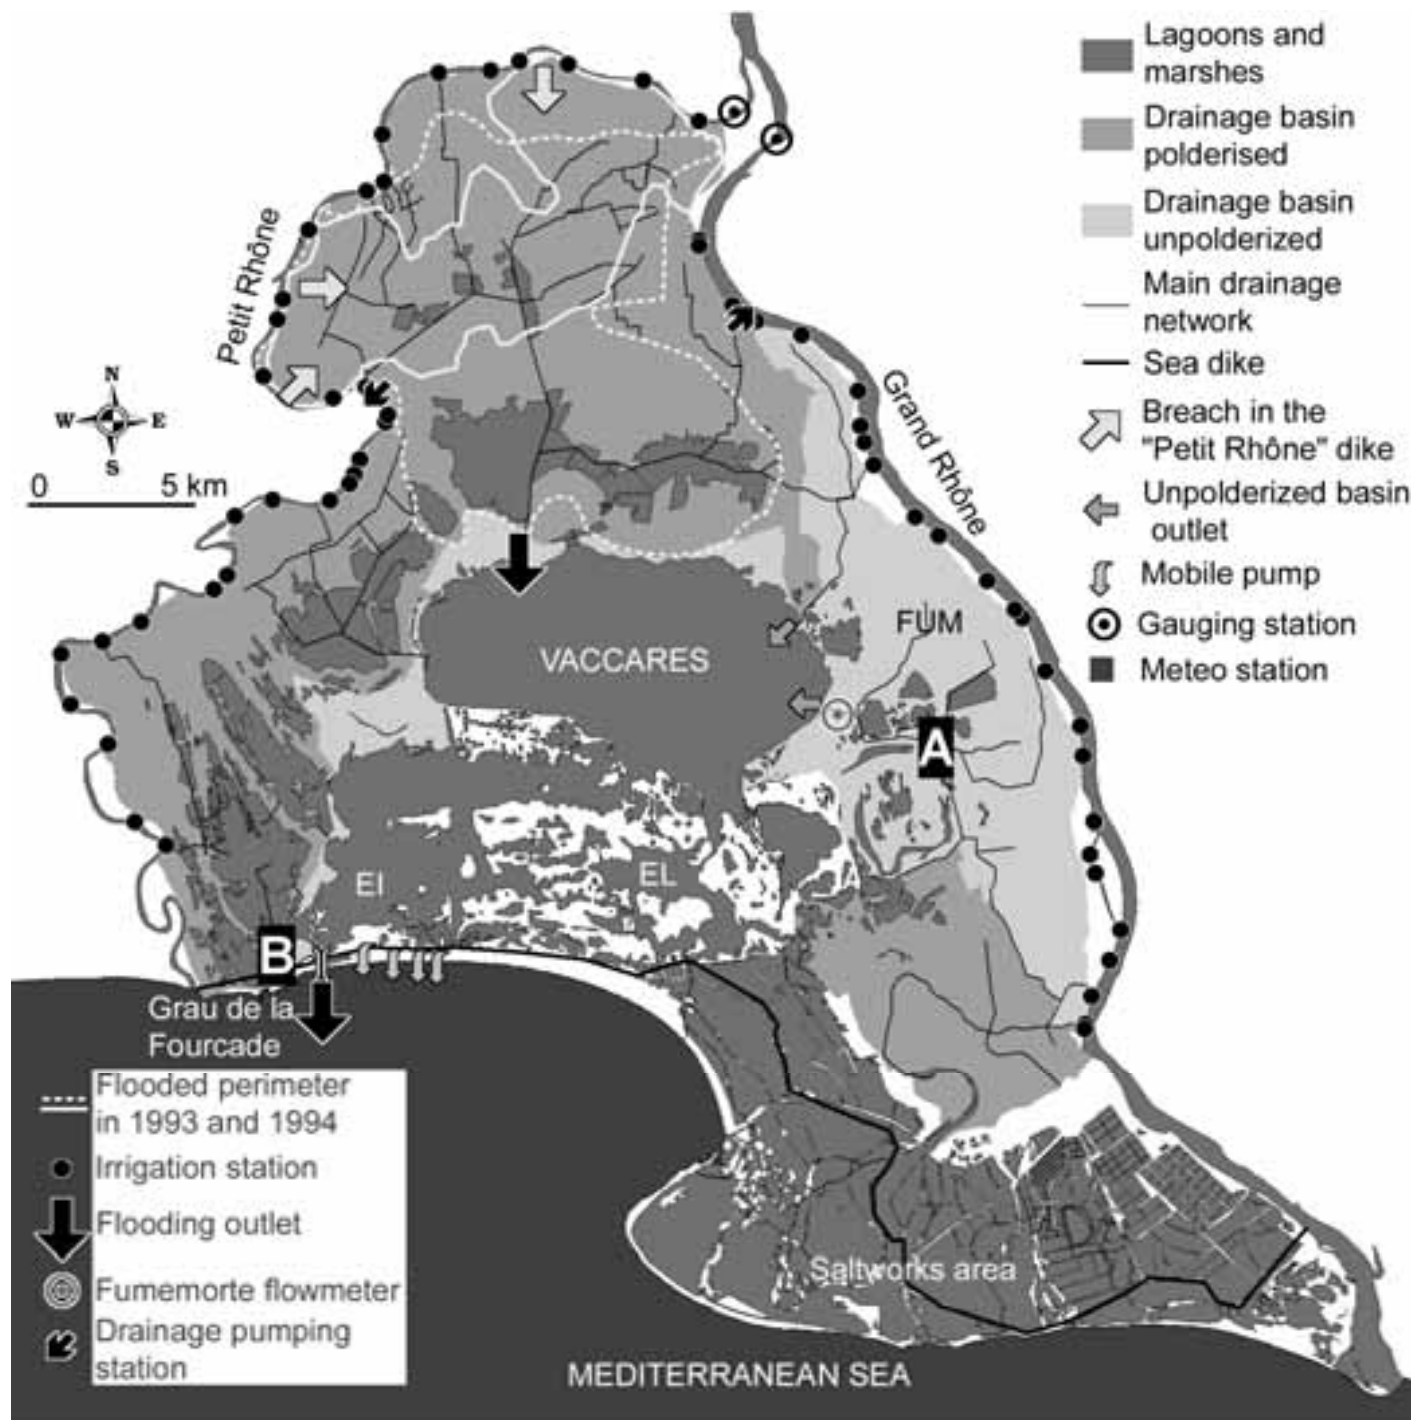 Lagoons and
marshes
Drainage basin
polderised
Drainage basin
unpolderized
Main drainage
network
Sea dike
Breach in the
"Petit Rhône" dike
Unpolderized basin
outlet
Mobile pump
Gauging station
Meteo station
Petit Rhône
Grand Rhône
N
W E
S
0 5 km
FUM
VACCARES
A
EI
EL
B
Grau de la
Fourcade
Flooded perimeter
in 1993 and 1994
Irrigation station
Flooding outlet
Fumemorte flowmeter
Drainage pumping
station
Saltworks area
MEDITERRANEAN SEA